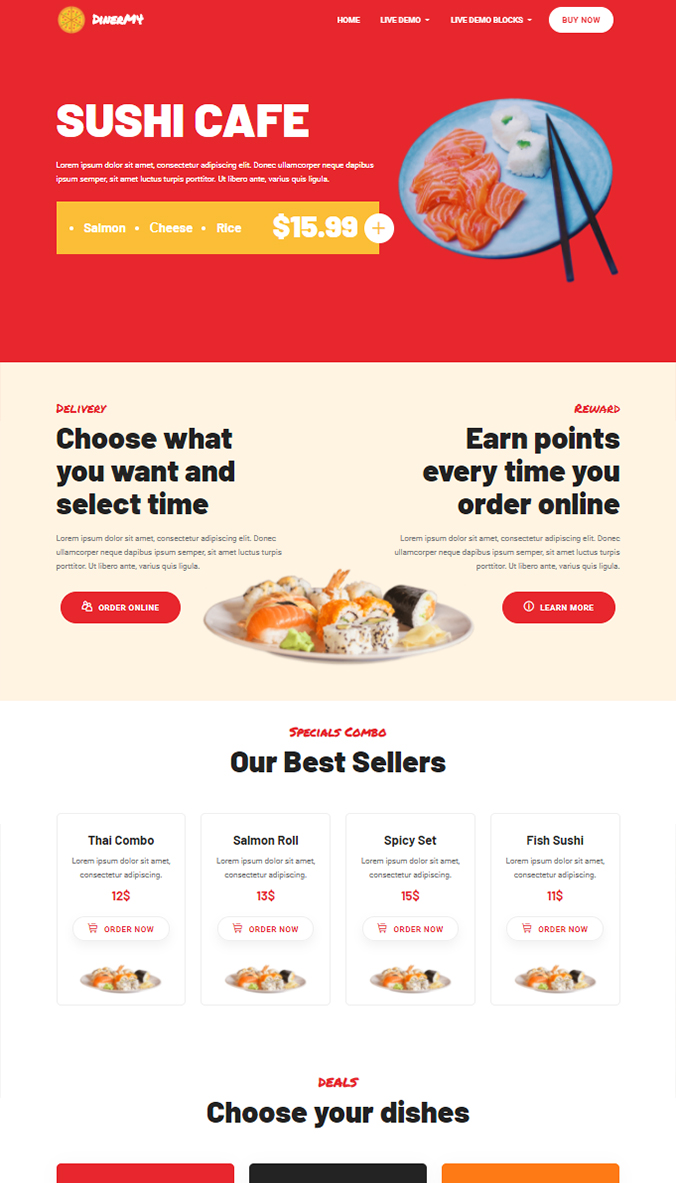 DinerMY
HOME
LIVE DEMO
LIVE DEMO BLOCKS
BUY NOW
SUSHI CAFE
Lorem ipsum dolor sit amet, consectetur adipiscing elit. Donec ullamcorper neque dapibus
ipsum semper, sit amet luctus turpis porttitor. Ut libero ante, varius quis ligula.
• Salmon • Cheese • Rice
$15.99 +
Delivery
Choose what
you want and
select time
Lorem ipsum dolor sit amet, consectetur adipiscing elit. Donec
ullamcorper neque dapibus ipsum semper, sit amet luctus turpis
porttitor. Ut libero ante, varius quis ligula.
ORDER ONLINE
Reward
Earn points
every time you
order online
Lorem ipsum dolor sit amet, consectetur adipiscing elit. Donec
ullamcorper neque dapibus ipsum semper, sit amet luctus turpis
porttitor. Ut libero ante, varius quis ligula.
LEARN MORE
Specials Combo
Our Best Sellers
Thai Combo
Lorem ipsum dolor sit amet,
consectetur adipiscing.
12$
ORDER NOW
Salmon Roll
Lorem ipsum dolor sit amet,
consectetur adipiscing.
13$
ORDER NOW
Spicy Set
Lorem ipsum dolor sit amet,
consectetur adipiscing.
15$
ORDER NOW
Fish Sushi
Lorem ipsum dolor sit amet,
consectetur adipiscing.
11$
ORDER NOW
DEALS
Choose your dishes